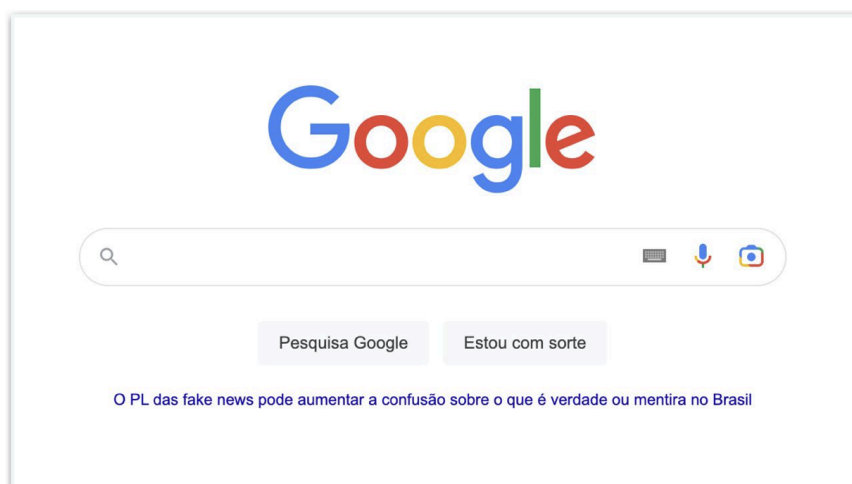 Google
Pesquisa Google
Estou com sorte
O PL das fake news pode aumentar a confusão sobre o que é verdade ou mentira no Brasil